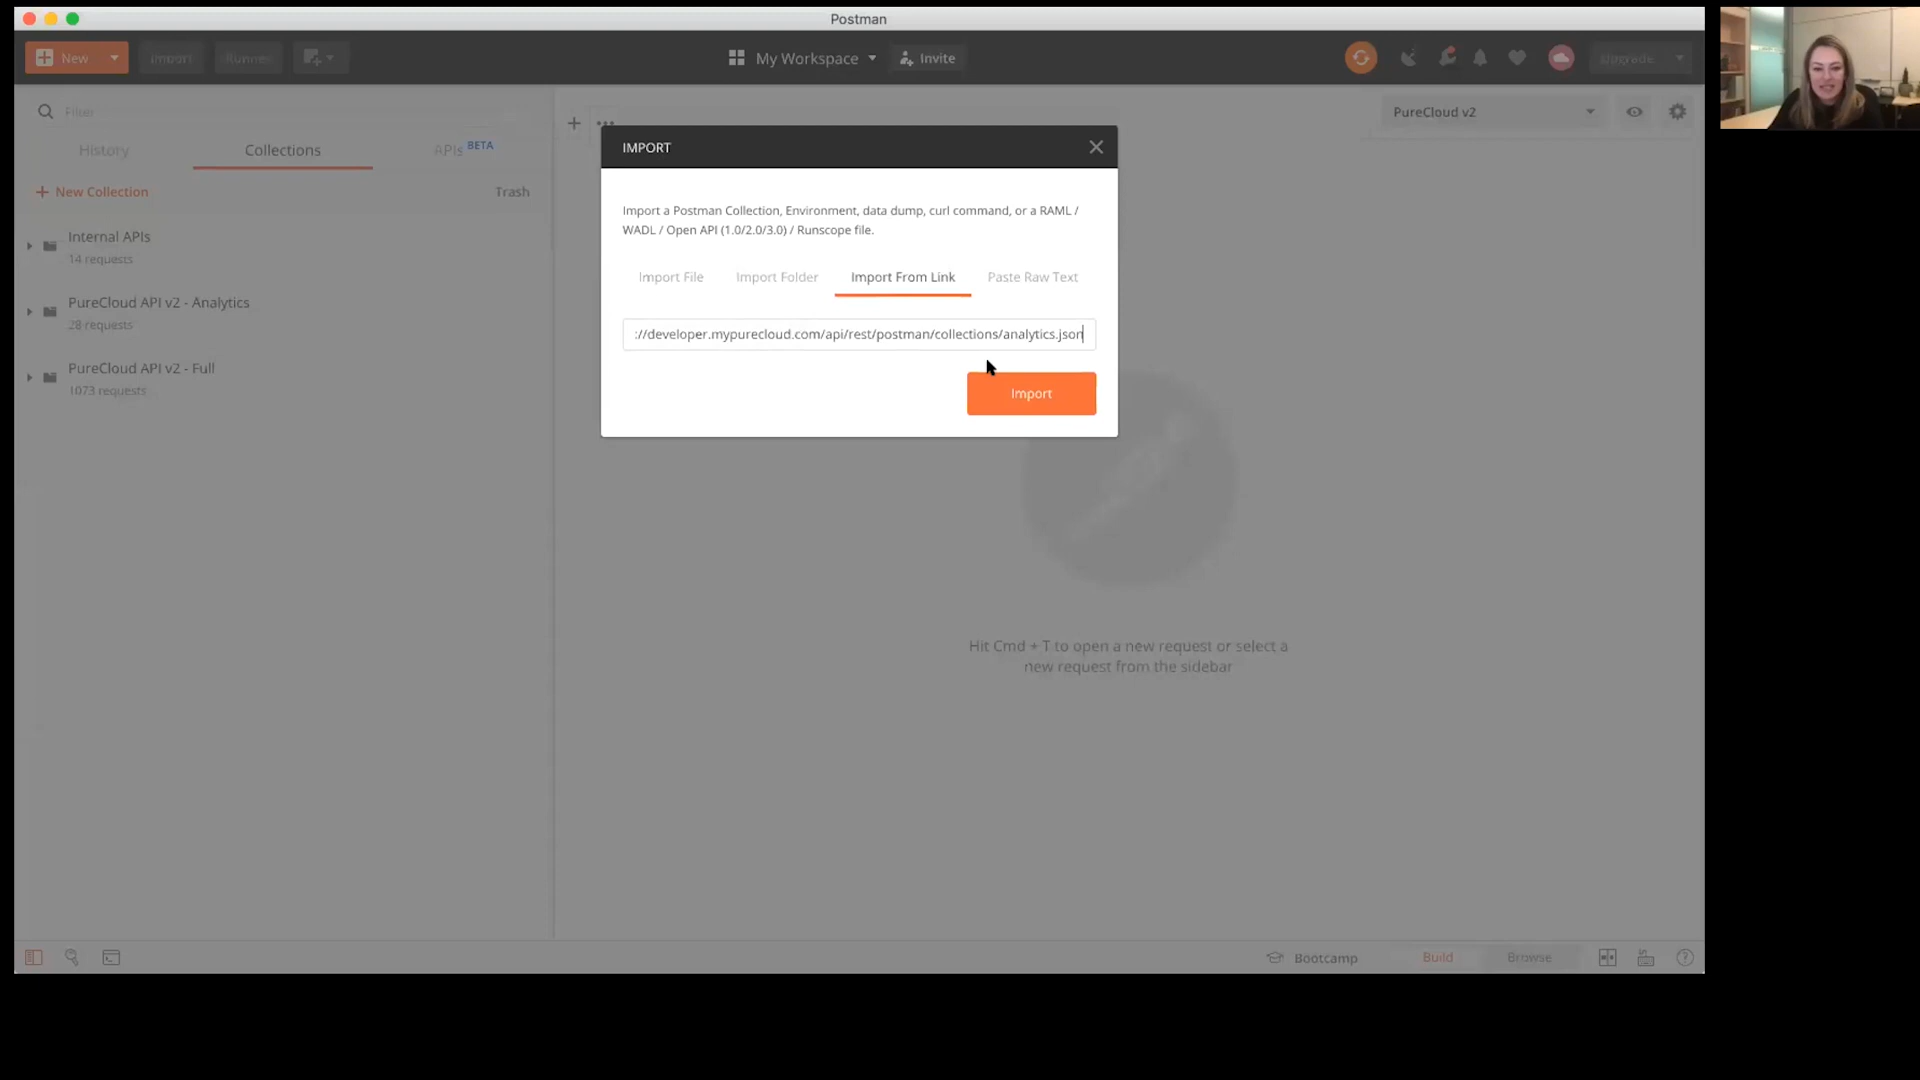 Postman
New
Import
Runner
My Workspace
Invite
Upgrade
Filter
History
Collections
APIs BETA
New Collection
Trash
Internal APIs
14 requests
PureCloud API v2 - Analytics
28 requests
PureCloud API v2 - Full
1073 requests
PureCloud v2
IMPORT
Import a Postman Collection, Environment, data dump, curl command, or a RAML /
WADL / Open API (1.0/2.0/3.0) / Runscope file.
Import File
Import Folder
Import From Link
Paste Raw Text
://developer.mypurecloud.com/api/rest/postman/collections/analytics.json
Import
Hit Cmd + T to open a new request or select a
new request from the sidebar
Bootcamp
Build
Browse